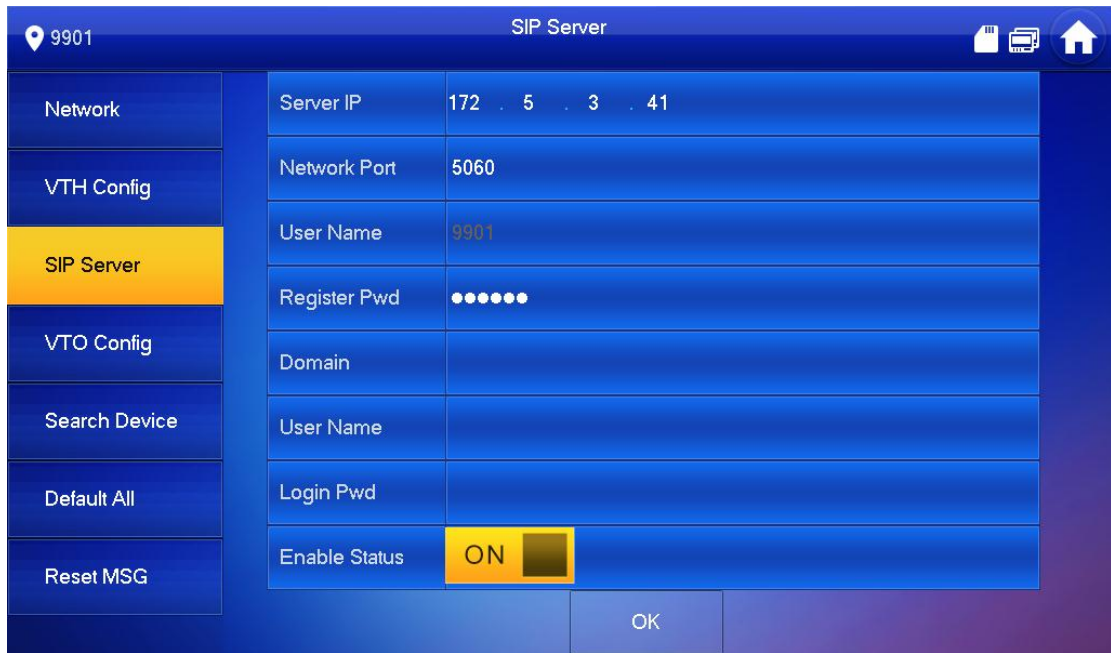 9901
SIP Server
Network
VTH Config
SIP Server
VTO Config
Search Device
Default All
Reset MSG
Server IP 172 . 5 . 3 . 41
Network Port 5060
User Name 9901
Register Pwd ●●●●●●
Domain
User Name
Login Pwd
Enable Status ON
OK